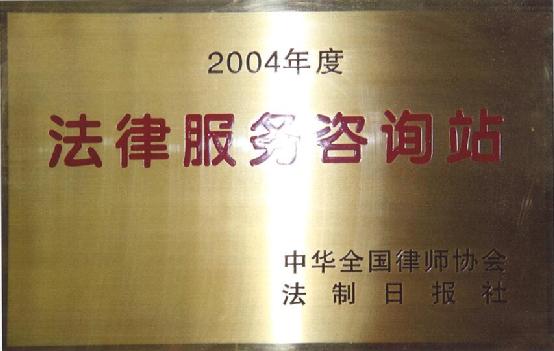 2004年度
法律服务咨询站
中华全国律师协会
法制日报社